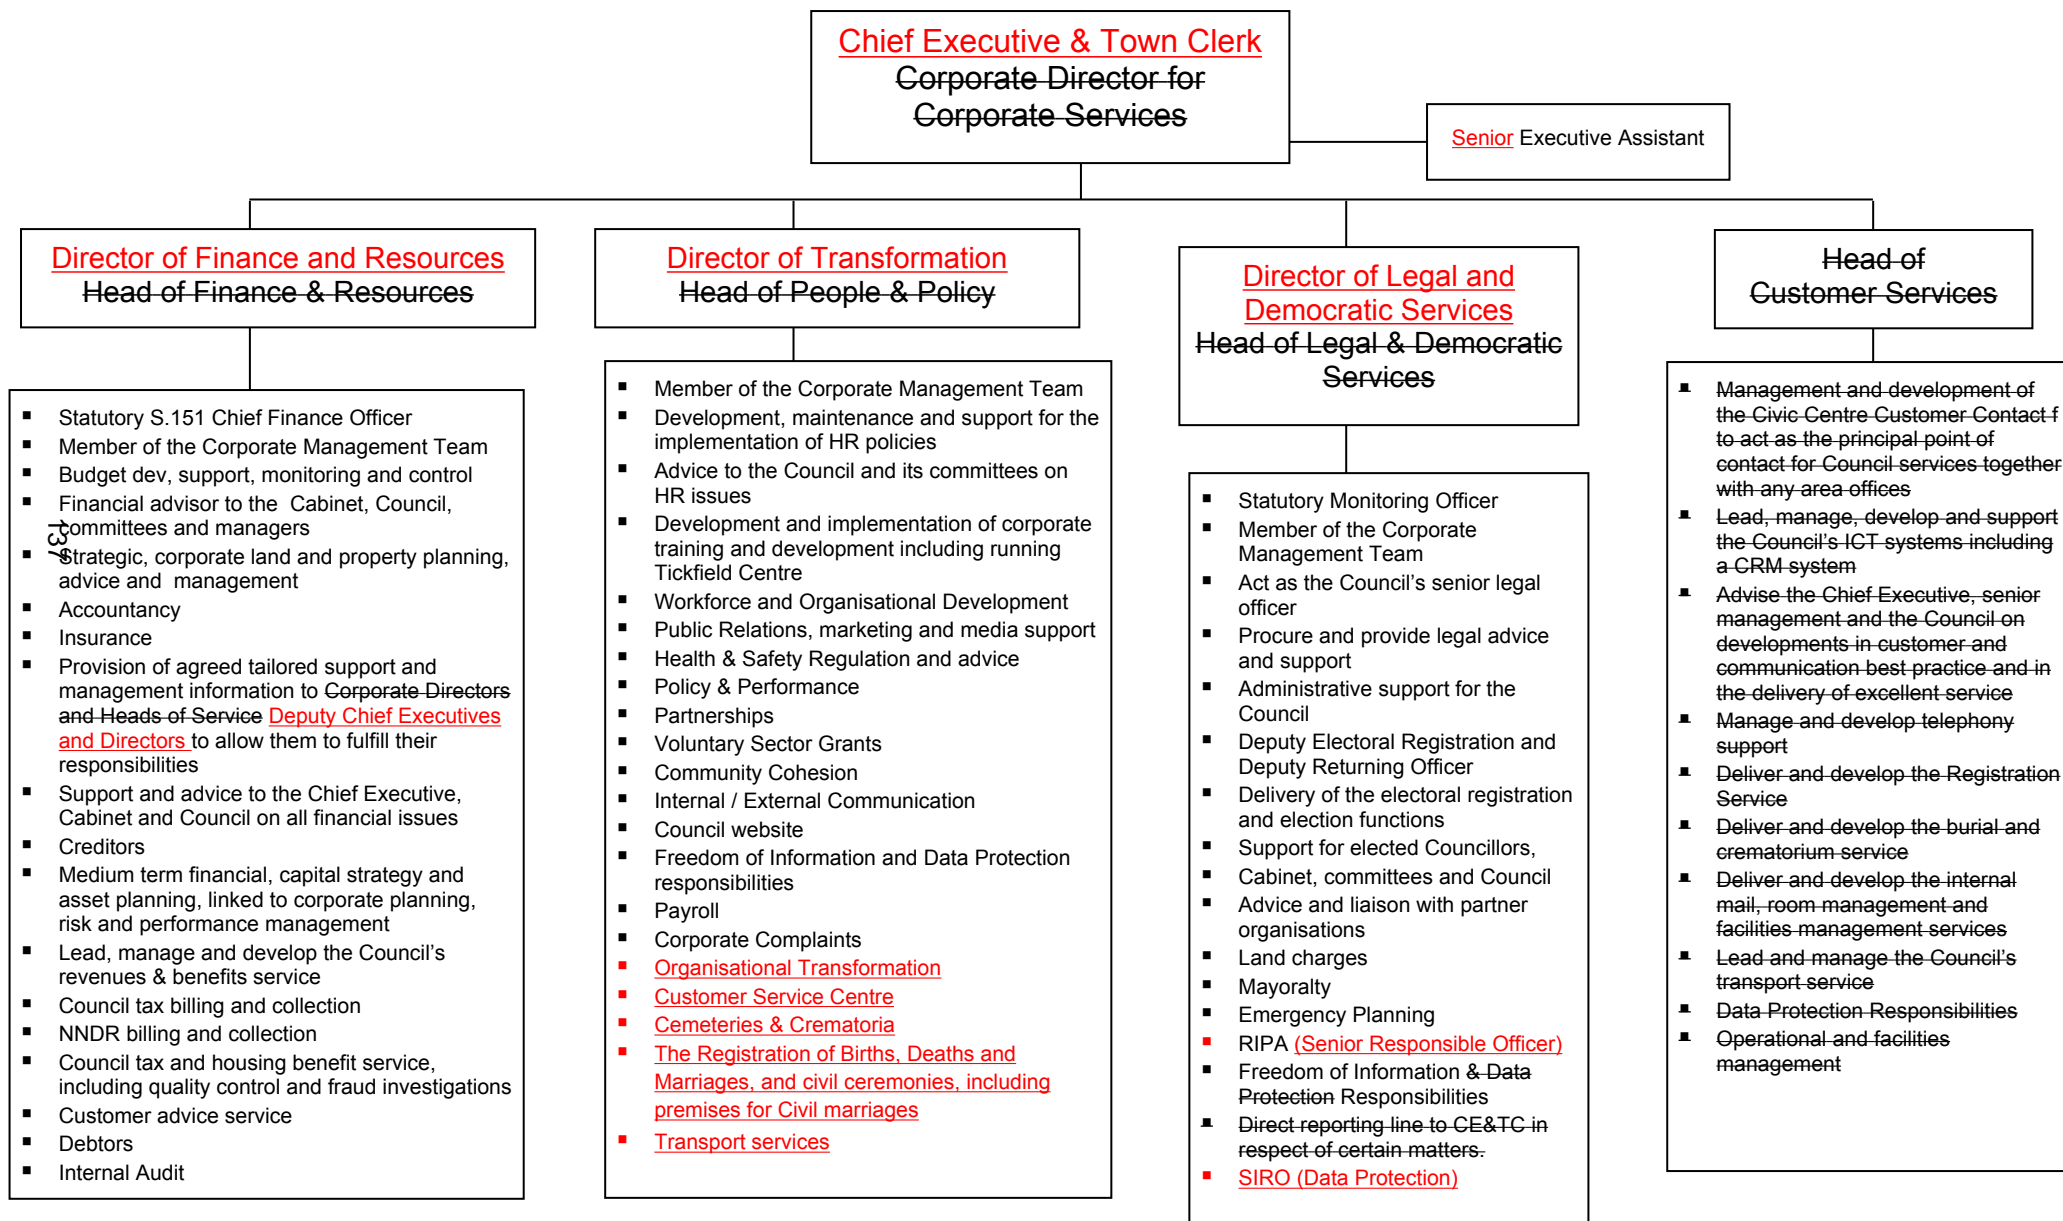 Chief Executive & Town Clerk
Corporate Director for
Corporate Services
Senior Executive Assistant
Director of Finance and Resources
Head of Finance & Resources
Director of Transformation
Head of People & Policy
Director of Legal and
Democratic Services
Head of Legal & Democratic
Services
Head of
Customer Services
▪ Statutory S.151 Chief Finance Officer
▪ Member of the Corporate Management Team
▪ Budget dev, support, monitoring and control
▪ Financial advisor to the Cabinet, Council,
committees and managers
▪ Strategic, corporate land and property planning,
advice and management
▪ Accountancy
▪ Insurance
▪ Provision of agreed tailored support and
management information to Corporate Directors
and Heads of Service Deputy Chief Executives
and Directors to allow them to fulfill their
responsibilities
▪ Support and advice to the Chief Executive,
Cabinet and Council on all financial issues
▪ Creditors
▪ Medium term financial, capital strategy and
asset planning, linked to corporate planning,
risk and performance management
▪ Lead, manage and develop the Council's
revenues & benefits service
▪ Council tax billing and collection
▪ NNDR billing and collection
▪ Council tax and housing benefit service,
including quality control and fraud investigations
▪ Customer advice service
▪ Debtors
▪ Internal Audit
137
▪ Member of the Corporate Management Team
▪ Development, maintenance and support for the
implementation of HR policies
▪ Advice to the Council and its committees on
HR issues
▪ Development and implementation of corporate
training and development including running
Tickfield Centre
▪ Workforce and Organisational Development
▪ Public Relations, marketing and media support
▪ Health & Safety Regulation and advice
▪ Policy & Performance
▪ Partnerships
▪ Voluntary Sector Grants
▪ Community Cohesion
▪ Internal / External Communication
▪ Council website
▪ Freedom of Information and Data Protection
responsibilities
▪ Payroll
▪ Corporate Complaints
▪ Organisational Transformation
▪ Customer Service Centre
▪ Cemeteries & Crematoria
▪ The Registration of Births, Deaths and
Marriages, and civil ceremonies, including
premises for Civil marriages
▪ Transport services
▪ Statutory Monitoring Officer
▪ Member of the Corporate
Management Team
▪ Act as the Council's senior legal
officer
▪ Procure and provide legal advice
and support
▪ Administrative support for the
Council
▪ Deputy Electoral Registration and
Deputy Returning Officer
▪ Delivery of the electoral registration
and election functions
▪ Support for elected Councillors,
▪ Cabinet, committees and Council
▪ Advice and liaison with partner
organisations
▪ Land charges
▪ Mayoralty
▪ Emergency Planning
▪ RIPA (Senior Responsible Officer)
▪ Freedom of Information & Data
Protection Responsibilities
▪ Direct reporting line to CE&TC in
respect of certain matters.
▪ SIRO (Data Protection)
▪ Management and development of
the Civic Centre Customer Contact f
to act as the principal point of
contact for Council services together
with any area offices
▪ Lead, manage, develop and support
the Council's ICT systems including
a CRM system
▪ Advise the Chief Executive, senior
management and the Council on
developments in customer and
communication best practice and in
the delivery of excellent service
▪ Manage and develop telephony
support
▪ Deliver and develop the Registration
Service
▪ Deliver and develop the burial and
crematorium service
▪ Deliver and develop the internal
mail, room management and
facilities management services
▪ Lead and manage the Council's
transport service
▪ Data Protection Responsibilities
▪ Operational and facilities
management